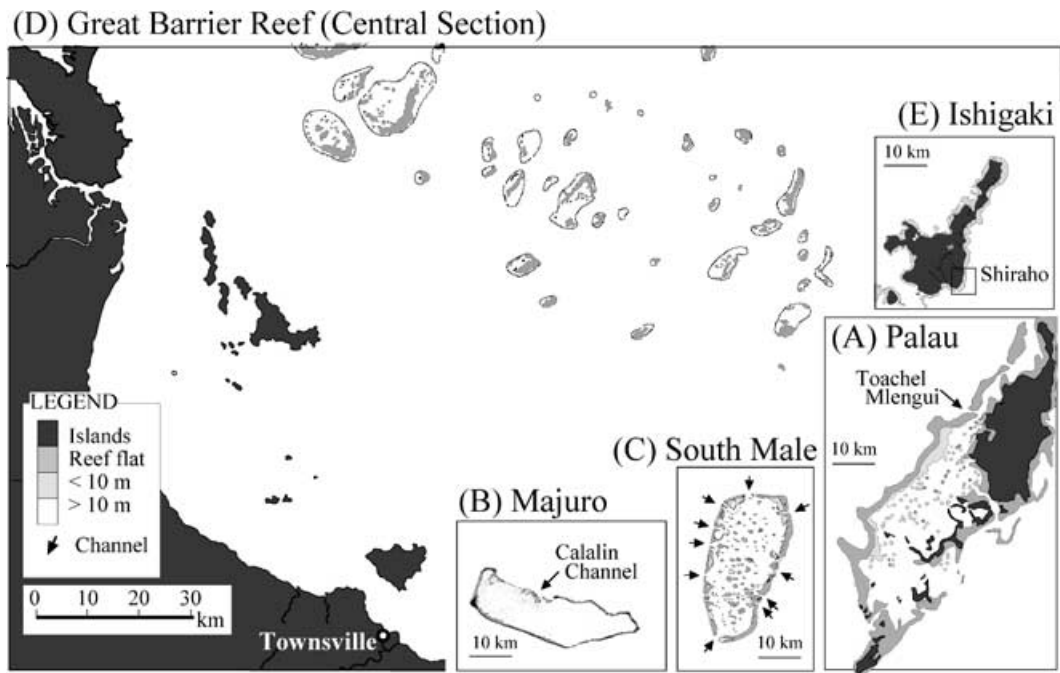 (D) Great Barrier Reef (Central Section)
(E) Ishigaki
10 km
Shiraho
(A) Palau
Toachel
Mlengui
10 km
LEGEND
Islands
Reef flat
< 10 m
> 10 m
Channel
0 10 20 30
km
Townsville
(B) Majuro
Calalin
Channel
10 km
(C) South Male
10 km